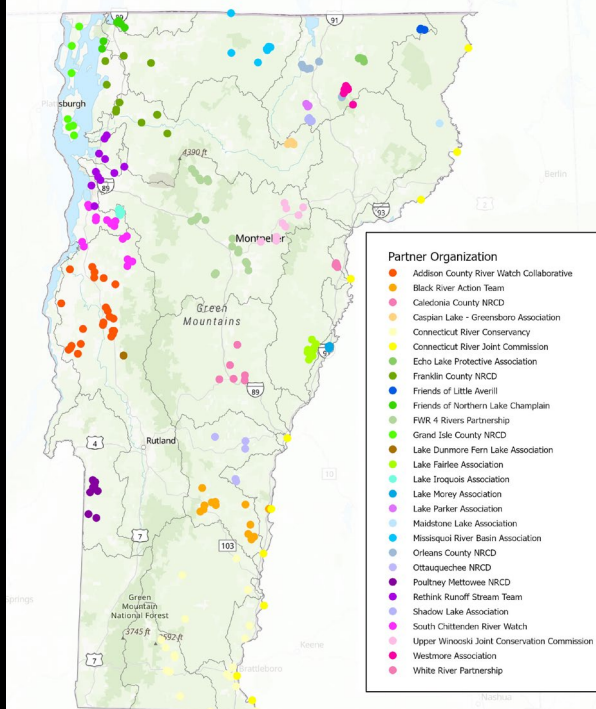 89
91
Plattsburgh
4390 ft
Berlin
89
2
93
Montpelier
Green
Mountains
91
89
4
Rutland
10
7
103
Green
Mountain
National Forest
springs
3745 ft
Keene
7
Brattleboro
Nashua
Partner Organization
Addison County River Watch Collaborative
Black River Action Team
Caledonia County NRCD
Caspian Lake - Greensboro Association
Connecticut River Conservancy
Connecticut River Joint Commission
Echo Lake Protective Association
Franklin County NRCD
Friends of Little Averill
Friends of Northern Lake Champlain
FWR 4 Rivers Partnership
Grand Isle County NRCD
Lake Dunmore Fern Lake Association
Lake Fairlee Association
Lake Iroquois Association
Lake Morey Association
Lake Parker Association
Maidstone Lake Association
Missisquoi River Basin Association
Orleans County NRCD
Ottauquechee NRCD
Poultney Mettowee NRCD
Rethink Runoff Stream Team
Shadow Lake Association
South Chittenden River Watch
Upper Winooski Joint Conservation Commission
Westmore Association
White River Partnership